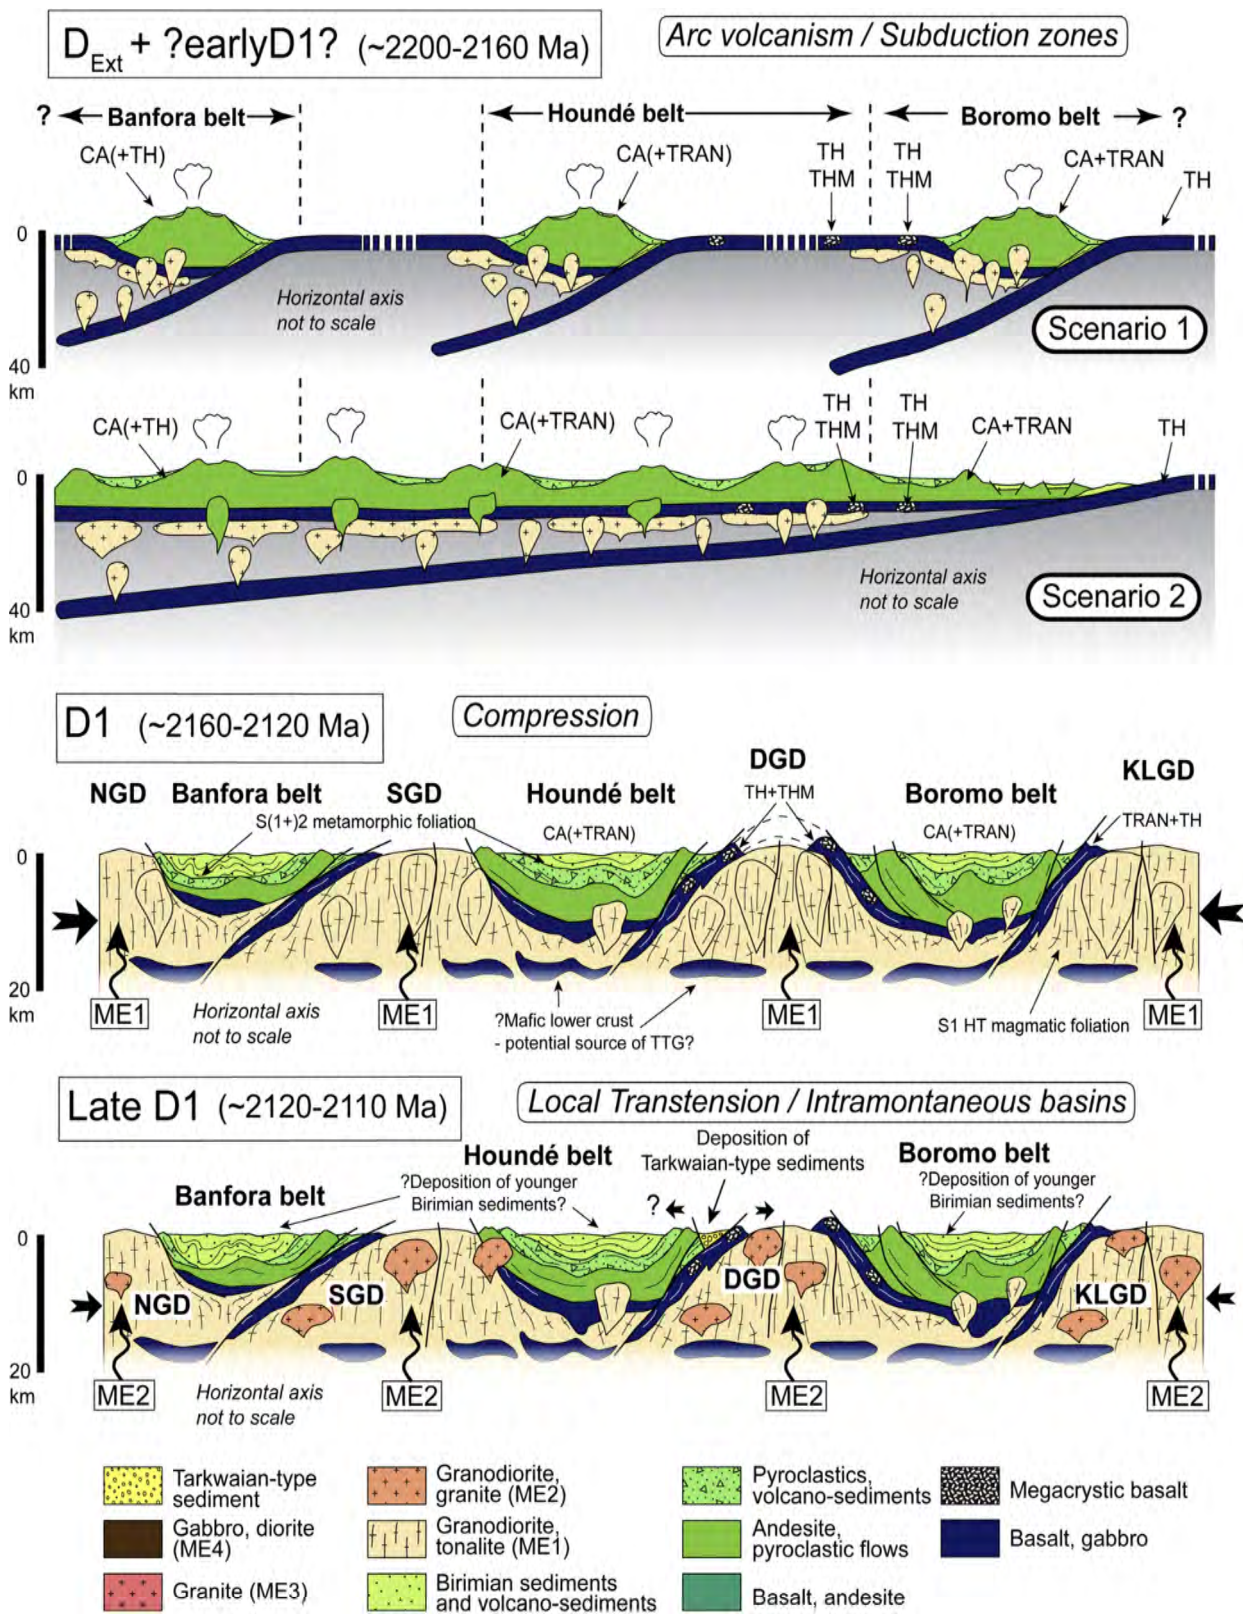 D_Ext + ?earlyD1? (~2200-2160 Ma)
Arc volcanism / Subduction zones
? Banfora belt
Houndé belt
Boromo belt ?
CA(+TH)
CA(+TRAN)
TH
THM
TH
THM
CA+TRAN
TH
0
40
km
Horizontal axis
not to scale
Scenario 1
CA(+TH)
CA(+TRAN)
TH
THM
TH
THM
CA+TRAN
TH
0
40
km
Horizontal axis
not to scale
Scenario 2
D1 (~2160-2120 Ma)
Compression
NGD
Banfora belt
SGD
Houndé belt
DGD
Boromo belt
KLGD
S(1+)2 metamorphic foliation
CA(+TRAN)
TH+THM
CA(+TRAN)
TRAN+TH
0
20
km
ME1
Horizontal axis
not to scale
ME1
?Mafic lower crust
- potential source of TTG?
ME1
S1 HT magmatic foliation
ME1
Late D1 (~2120-2110 Ma)
Local Transtension / Intramontaneous basins
Banfora belt
Houndé belt
?Deposition of younger
Birimian sediments?
Deposition of
Tarkwaian-type sediments
?
Boromo belt
?Deposition of younger
Birimian sediments?
0
20
km
NGD
SGD
DGD
KLGD
ME2
Horizontal axis
not to scale
ME2
ME2
ME2
Tarkwaian-type
sediment
Gabbro, diorite
(ME4)
Granite (ME3)
Granodiorite,
granite (ME2)
Granodiorite,
tonalite (ME1)
Birimian sediments
and volcano-sediments
Pyroclastics,
volcano-sediments
Andesite,
pyroclastic flows
Basalt, andesite
Megacrystic basalt
Basalt, gabbro